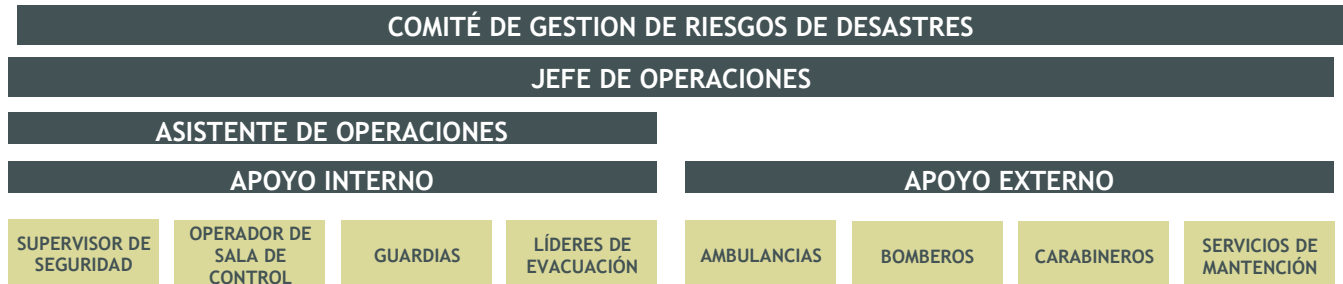 COMITÉ DE GESTION DE RIESGOS DE DESASTRES
JEFE DE OPERACIONES
ASISTENTE DE OPERACIONES
APOYO INTERNO
APOYO EXTERNO
SUPERVISOR DE
SEGURIDAD
OPERADOR DE
SALA DE
CONTROL
GUARDIAS
LÍDERES DE
EVACUACIÓN
AMBULANCIAS
BOMBEROS
CARABINEROS
SERVICIOS DE
MANTENCIÓN